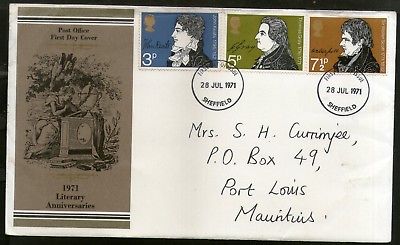 Post Office
First Day Cover
1971
Literary
Anniversaries
3P
5P
7½P
28 JUL 1971
SHEFFIELD
28 JUL 1971
SHEFFIELD
Mrs. S. H. Currimjee,
P.O. Box 49,
Port Louis
Mauritius.